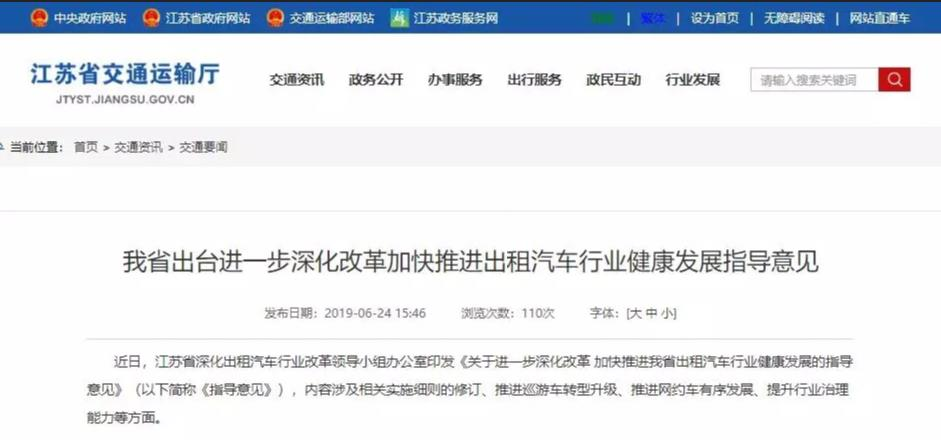 中央政府网站 江苏省政府网站 交通运输部网站 江苏政务服务网 | 繁体 | 设为首页 | 无障碍阅读 | 网站直通车
江苏省交通运输厅
JTYST.JIANGSU.GOV.CN
交通资讯 政务公开 办事服务 出行服务 政民互动 行业发展 请输入搜索关键词
当前位置: 首页 > 交通资讯 > 交通要闻
我省出台进一步深化改革加快推进出租汽车行业健康发展指导意见
发布日期：2019-06-24 15:46 浏览次数：110次 字体：[大 中 小]
近日，江苏省深化出租汽车行业改革领导小组办公室印发《关于进一步深化改革 加快推进我省出租汽车行业健康发展的指导
意见》（以下简称《指导意见》），内容涉及相关实施细则的修订、推进巡游车转型升级、推进网约车有序发展、提升行业治理
能力等方面。